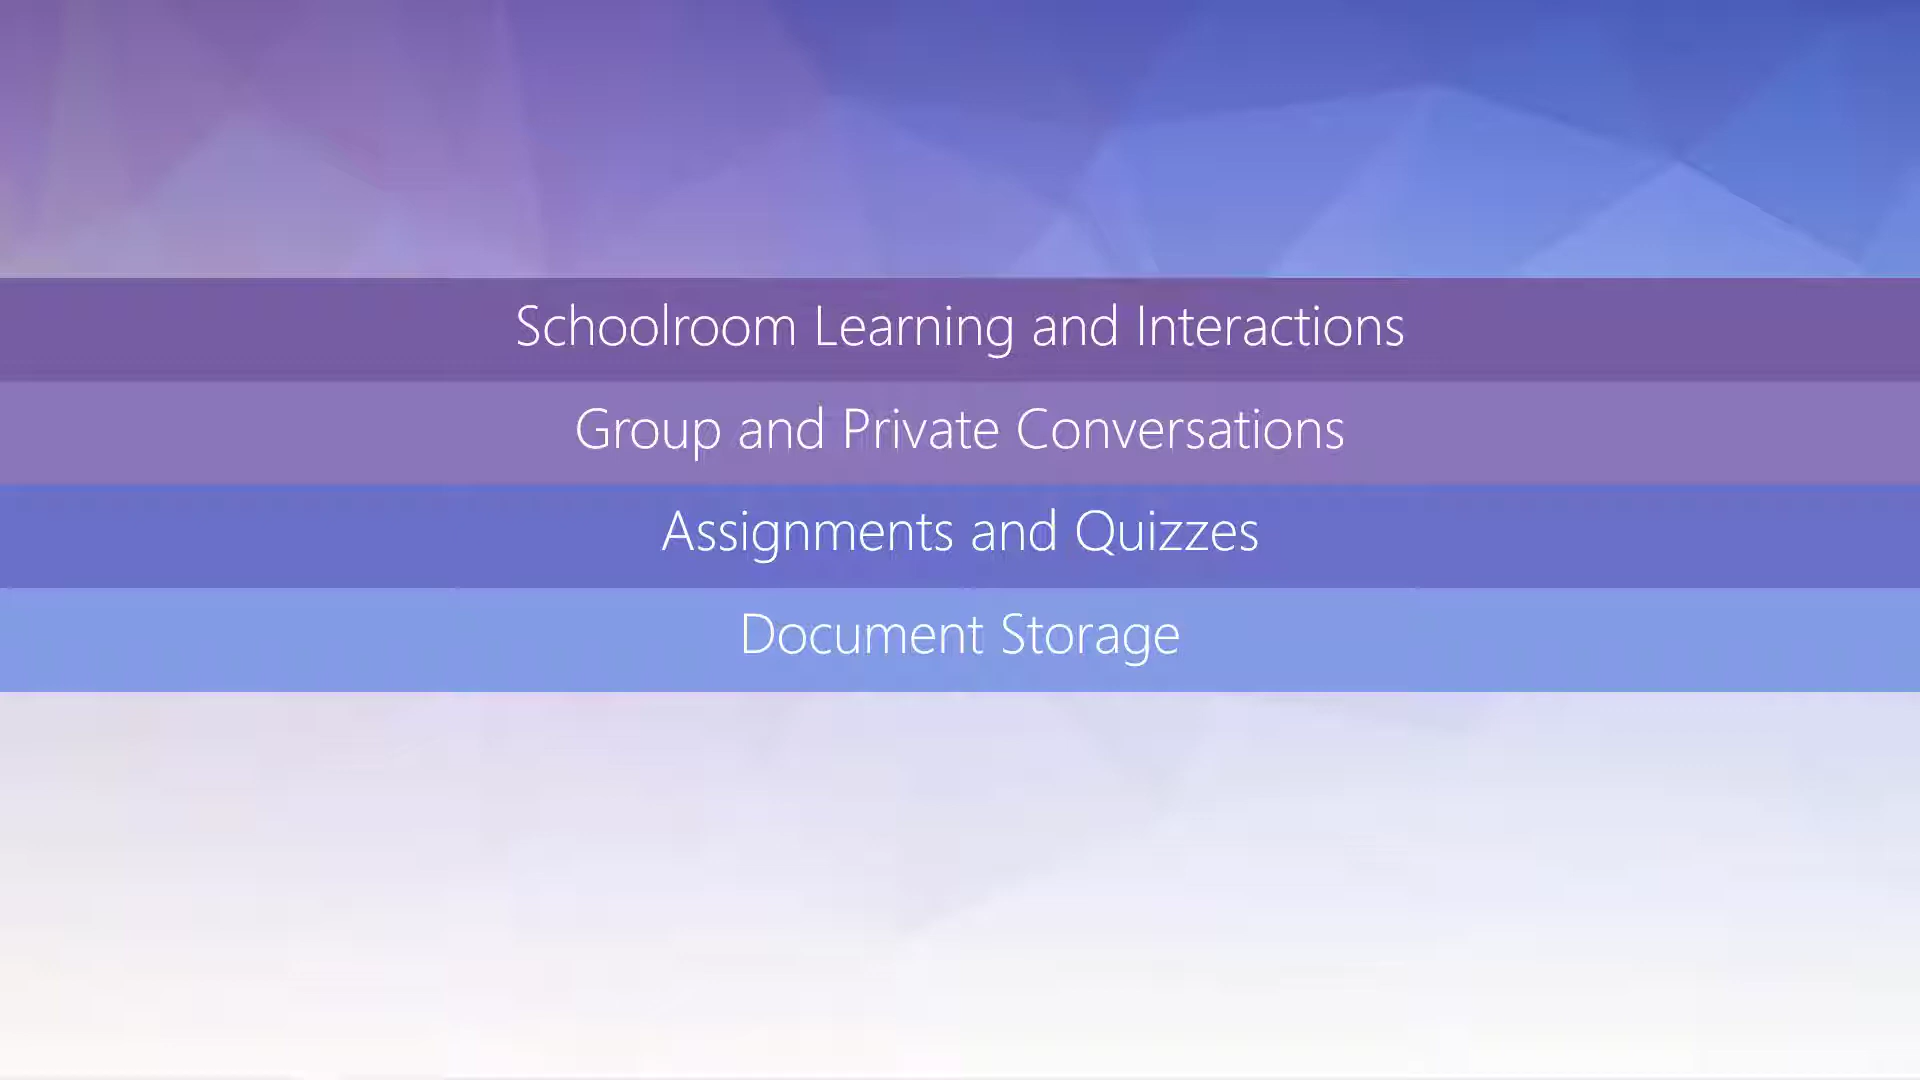 Schoolroom Learning and Interactions
Group and Private Conversations
Assignments and Quizzes
Document Storage